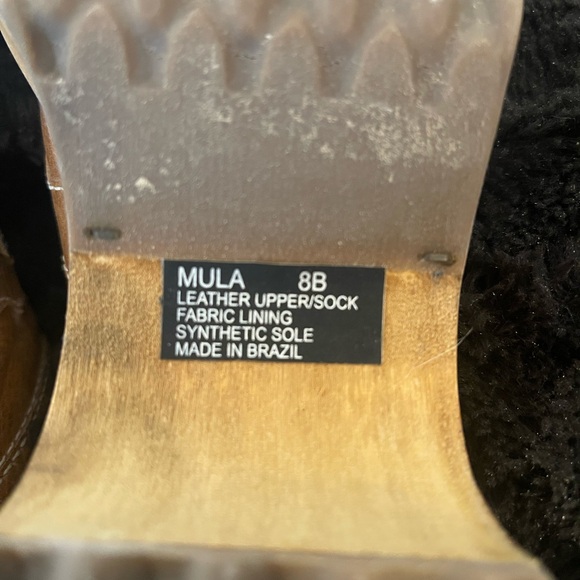 MULA 8B
LEATHER UPPER/SOCK
FABRIC LINING
SYNTHETIC SOLE
MADE IN BRAZIL